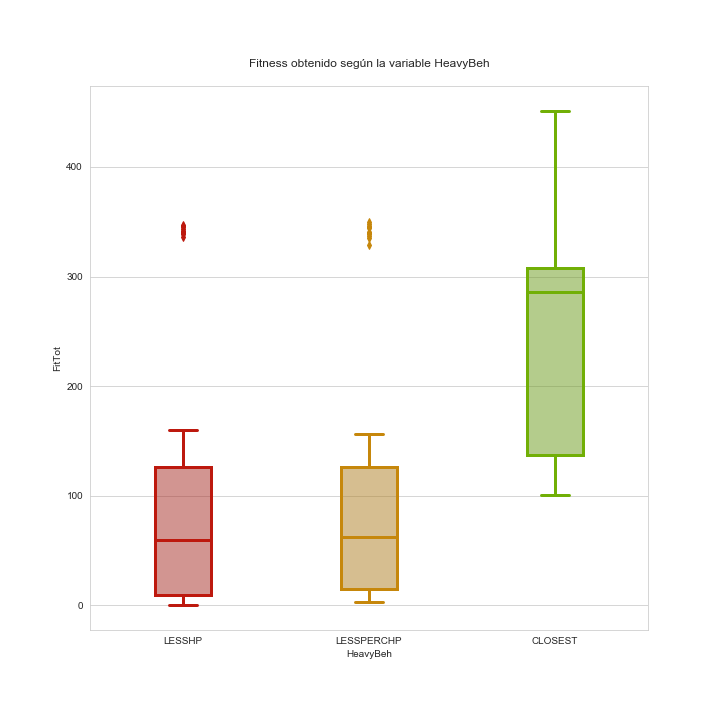 Fitness obtenido según la variable HeavyBeh
400
300
200
100
0
FitTot
LESSHP
LESSPERCHP
CLOSEST
HeavyBeh